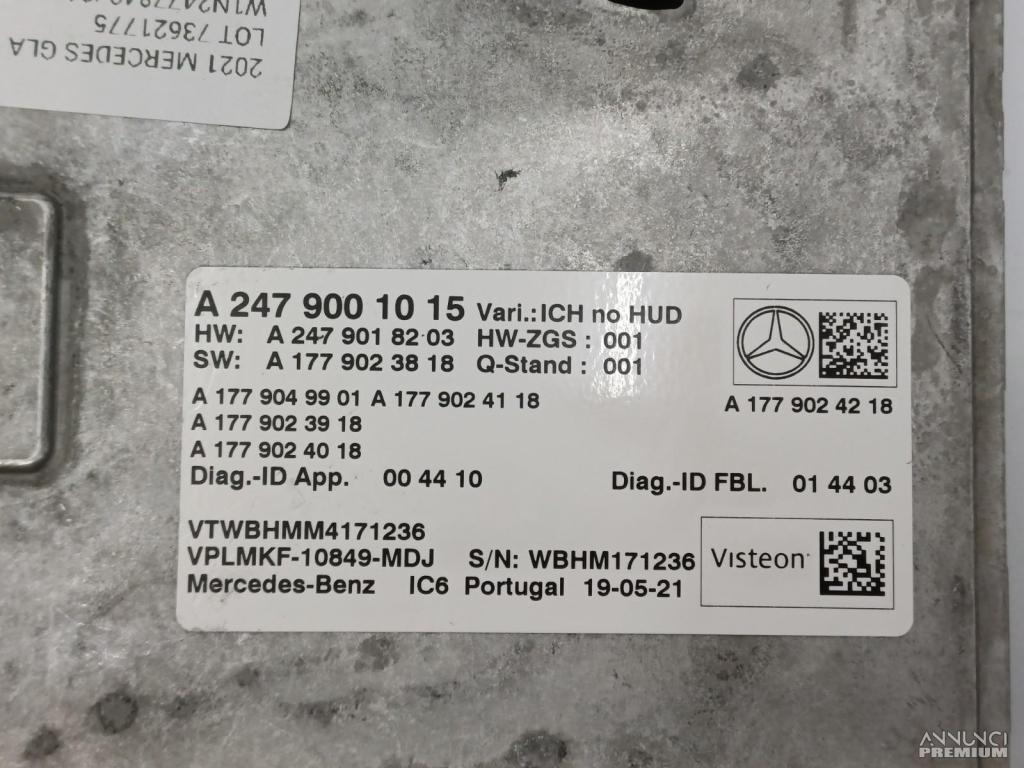 2021 MERCEDES GLA
LOT 73621775
A 247 900 10 15 Vari.:ICH no HUD
HW: A 247 901 82 03 HW-ZGS : 001
SW: A 177 902 38 18 Q-Stand : 001
A 177 904 99 01 A 177 902 41 18
A 177 902 42 18
A 177 902 39 18
A 177 902 40 18
Diag.-ID App. 00 44 10 Diag.-ID FBL. 01 44 03
VTWBHMM4171236
VPLMKF-10849-MDJ S/N: WBHM171236
Visteon
Mercedes-Benz IC6 Portugal 19-05-21
ANNUNCI
PREMIUM